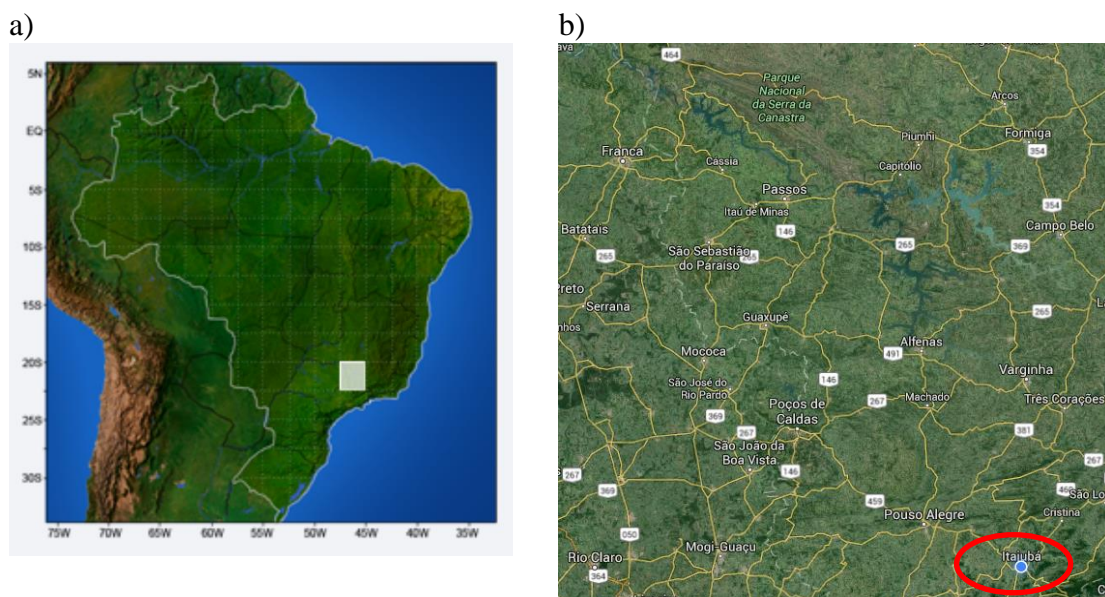 a)
b)
5N
EQ
5S
10S
15S
20S
25S
30S
75W
70W
65W
60W
55W
50W
45W
40W
35W
464
Parque
Nacional
da Serra da
Canastra
Arcos
Piumhi
Formiga
354
Franca
Cássia
Capitólio
Passos
Itaú de Minas
354
Batatais
146
Campo Belo
265
São Sebastião
do Paraíso
265
265
369
Preto
Serrana
265
Guaxupé
Mococa
491
Alfenas
Varginha
São José do
Rio Pardo
146
267
Machado
Três Corações
369
Poços de
Caldas
267
381
São João da
Boa Vista
267
267
146
369
459
São Lo
Pouso Alegre
Cristina
050
Mogi-Guaçu
Itajubá
Rio Claro
364